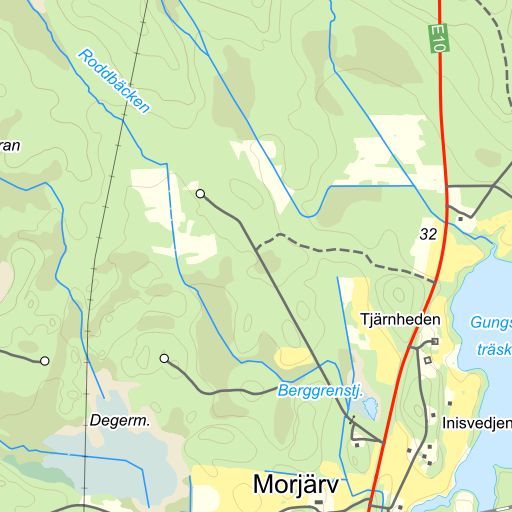 E10
Roddbäcken
ran
32
Tjärnheden
Gungs
träsk
Berggrenstj.
Degerm.
Inisvedjen
Morjärv